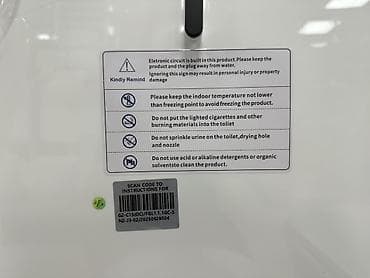 Eletronic circuit is built in this product.Please keep the
product and the plug away from water.
Ignoring this sign may result in personal injury or property
damage
Kindly Remind
Please keep the indoor temperature not lower
than freezing point to avoid freezing the product.
Do not put the lighted cigarettes and other
burning materials into the toliet
Do not sprinkle urine on the toilet,drying hole
and nozzle
Do not use acid or alkaline detergents or organic
solventsto clean the product.
SCAN CODE TO
INSTRUCTIONS FOR